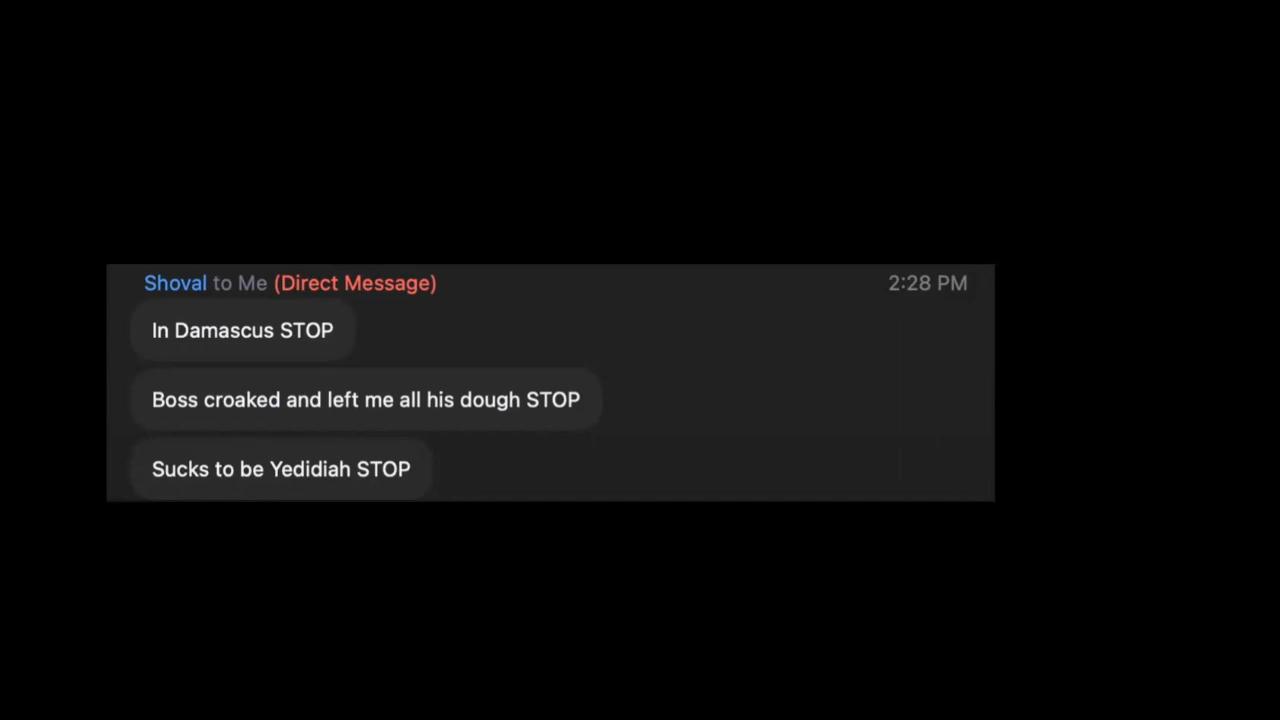 Shoval to Me (Direct Message) 2:28 PM
In Damascus STOP
Boss croaked and left me all his dough STOP
Sucks to be Yedidiah STOP